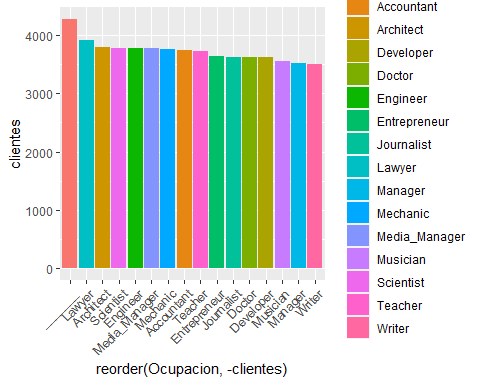 4000
3000
2000
1000
0
clientes
Lawyer
Architect
Scientist
Engineer
Media_Manager
Mechanic
Accountant
Teacher
Entrepreneur
Journalist
Doctor
Developer
Musician
Manager
Writer
reorder(Ocupacion, -clientes)
Accountant
Architect
Developer
Doctor
Engineer
Entrepreneur
Journalist
Lawyer
Manager
Mechanic
Media_Manager
Musician
Scientist
Teacher
Writer